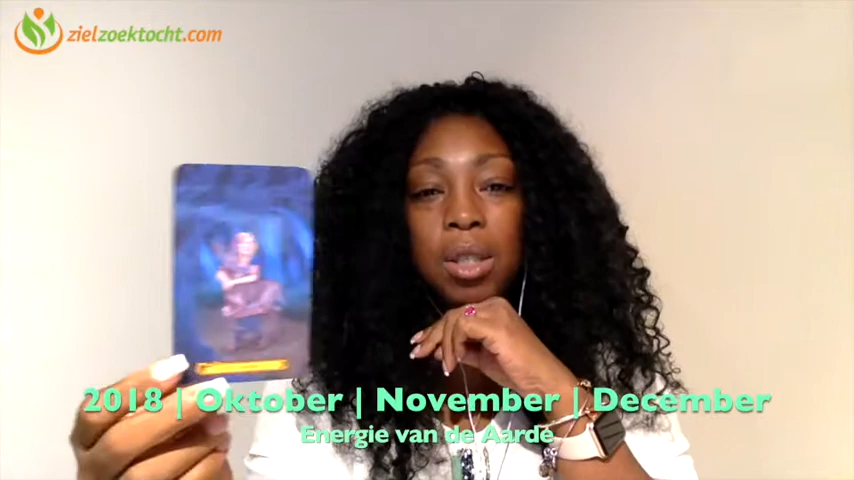 zielzoektocht.com
2018 | Oktober | November | December
Energie van de Aarde